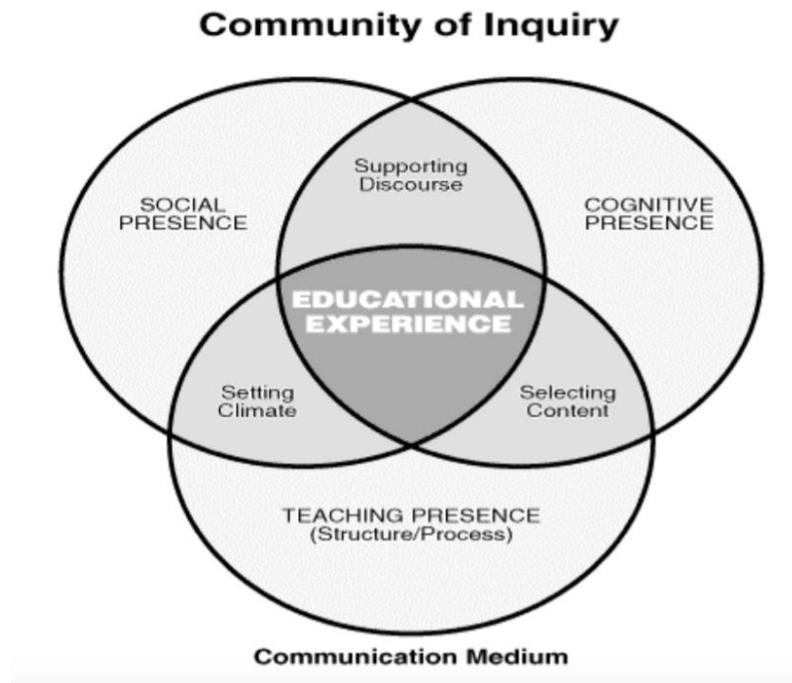 Community of Inquiry
Supporting
Discourse
SOCIAL
PRESENCE
COGNITIVE
PRESENCE
EDUCATIONAL
EXPERIENCE
Setting
Climate
Selecting
Content
TEACHING PRESENCE
(Structure/Process)
Communication Medium